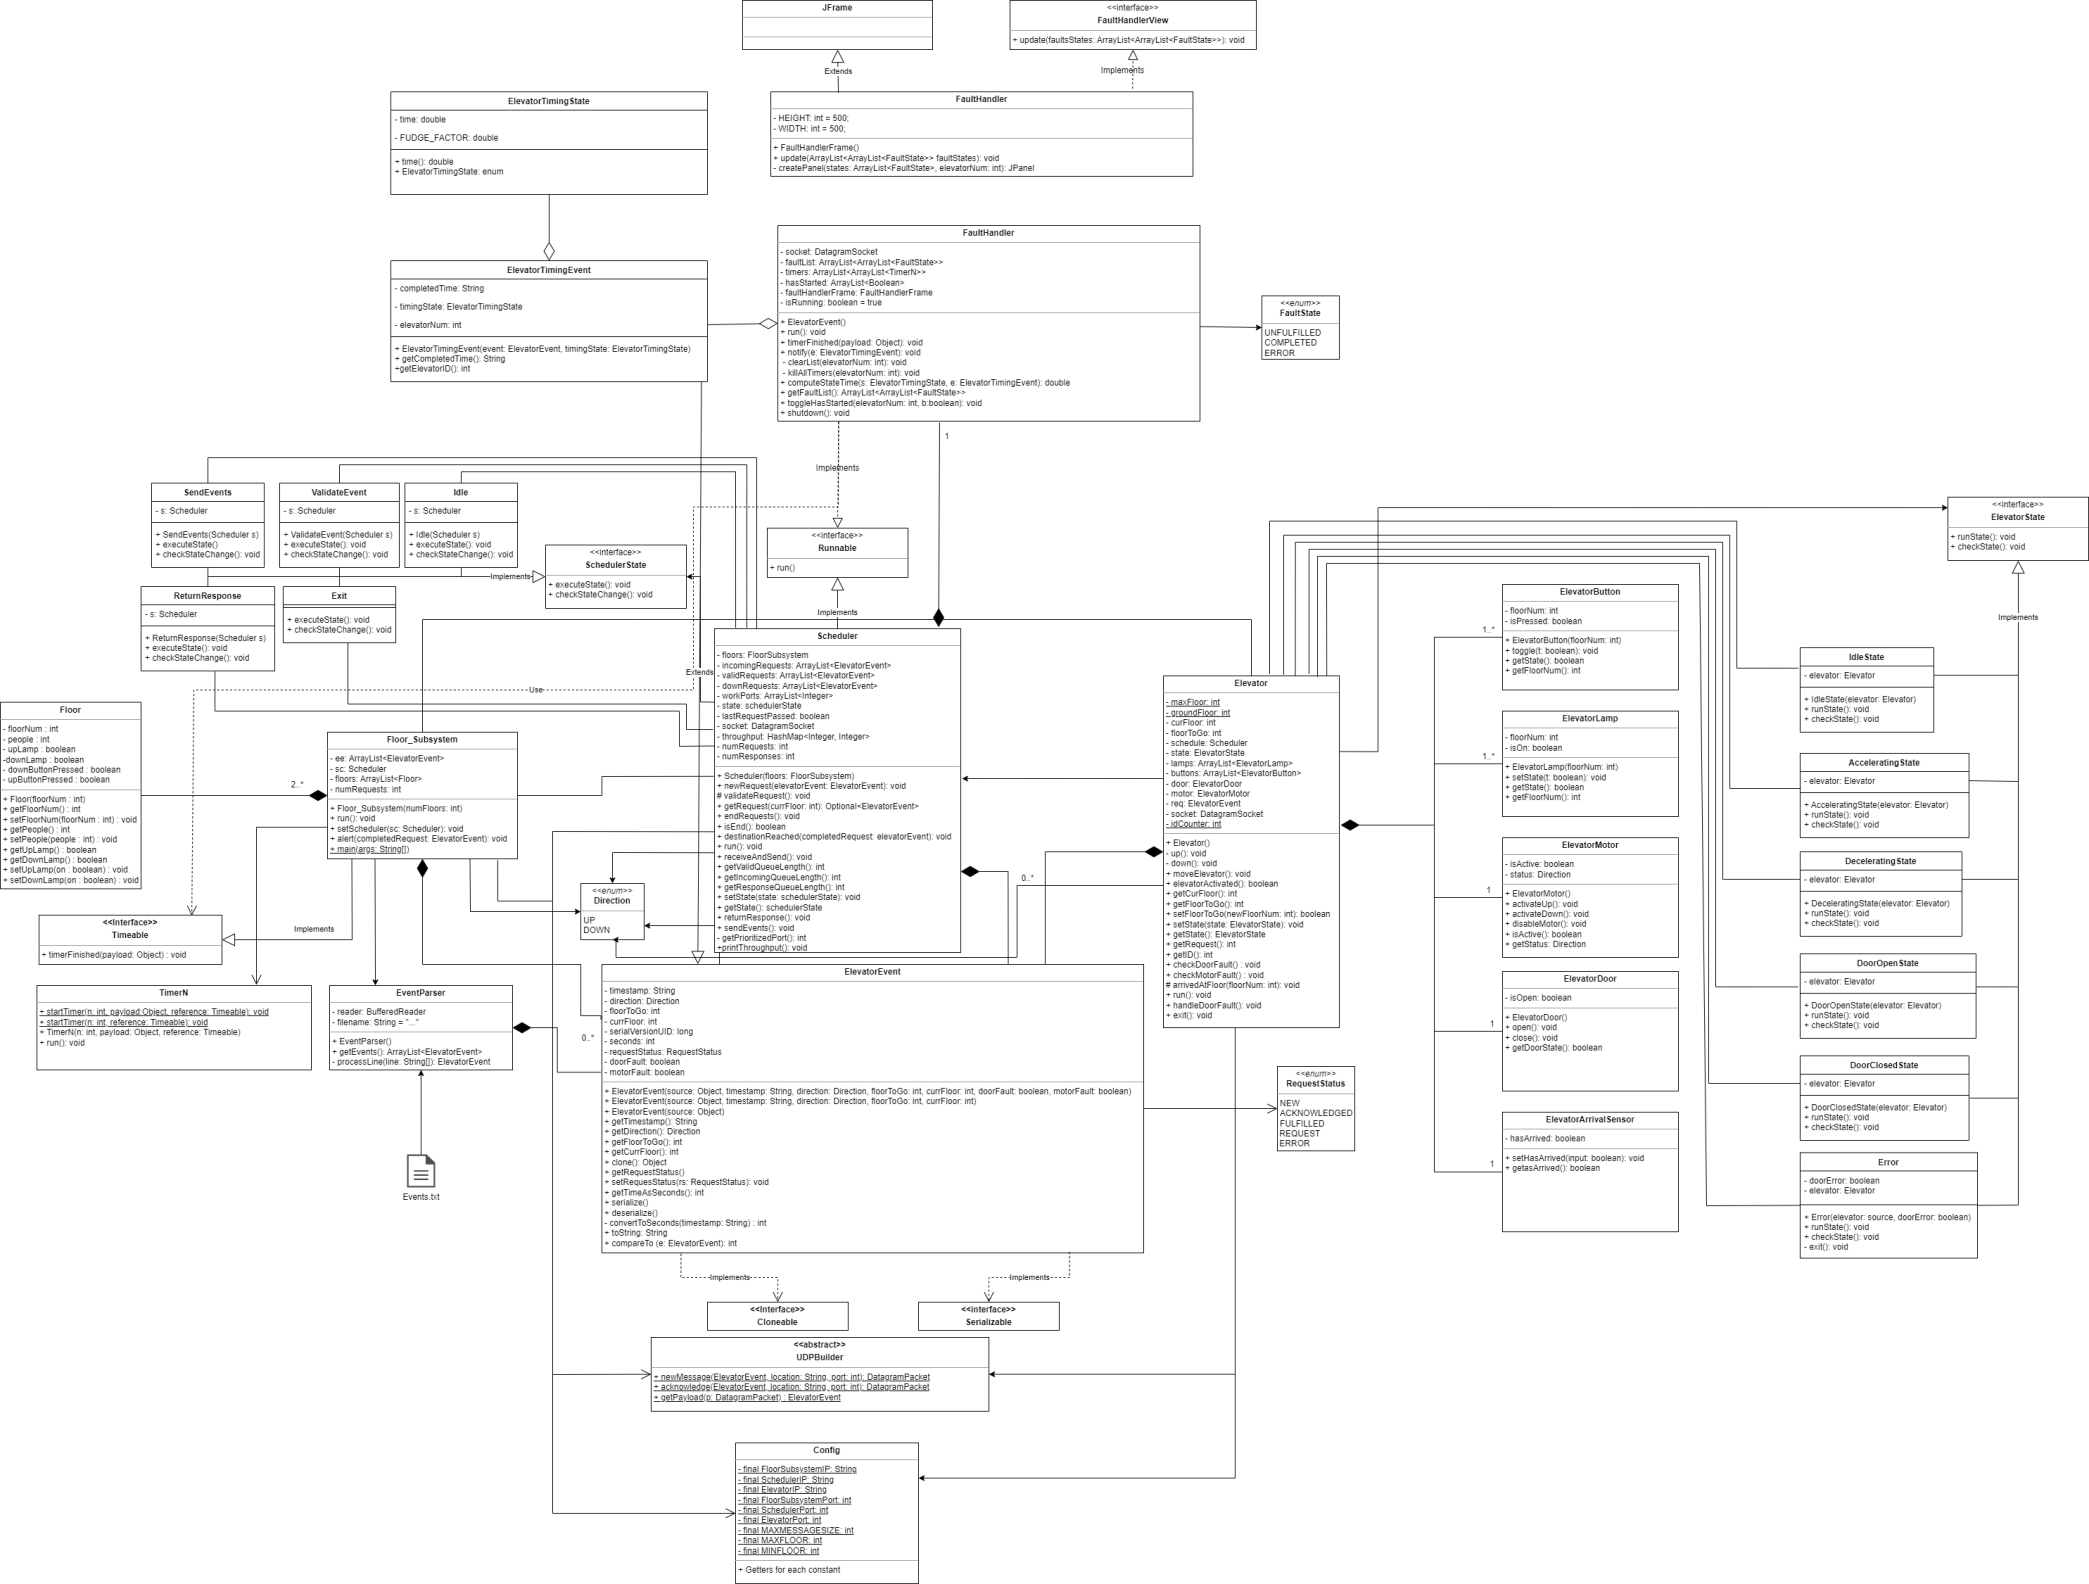 JFrame
<<interface>>
FaultHandlerView
+ update(faultsStates: ArrayList<ArrayList<FaultState>>): void
Extends
Implements
ElevatorTimingState
- time: double
- FUDGE_FACTOR: double
+ time(): double
+ ElevatorTimingState: enum
FaultHandler
- HEIGHT: int = 500;
- WIDTH: int = 500;
+ FaultHandlerFrame()
+ update(ArrayList<ArrayList<FaultState>> faultStates): void
- createPanel(states: ArrayList<FaultState>, elevatorNum: int): JPanel
ElevatorTimingEvent
- completedTime: String
- timingState: ElevatorTimingState
- elevatorNum: int
+ ElevatorTimingEvent(event: ElevatorEvent, timingState: ElevatorTimingState)
+ getCompletedTime(): String
+getElevatorID(): int
FaultHandler
- socket: DatagramSocket
- faultList: ArrayList<ArrayList<FaultState>>
- timers: ArrayList<ArrayList<TimerN>>
- hasStarted: ArrayList<Boolean>
- faultHandlerFrame: FaultHandlerFrame
- isRunning: boolean = true
+ ElevatorEvent()
+ run(): void
+ timerFinished(payload: Object): void
+ notify(e: ElevatorTimingEvent): void
- clearList(elevatorNum: int): void
- killAllTimers(elevatorNum: int): void
+ computeStateTime(s: ElevatorTimingState, e: ElevatorTimingEvent): double
+ getFaultList(): ArrayList<ArrayList<FaultState>>
+ toggleHasStarted(elevatorNum: int, b:boolean): void
+ shutdown(): void
<<enum>>
FaultState
UNFULFILLED
COMPLETED
ERROR
1
Implements
SendEvents
- s: Scheduler
+ SendEvents(Scheduler s)
+ executeState()
+ checkStateChange(): void
ValidateEvent
- s: Scheduler
+ ValidateEvent(Scheduler s)
+ executeState(): void
+ checkStateChange(): void
Idle
- s: Scheduler
+ Idle(Scheduler s)
+ executeState(): void
+ checkStateChange(): void
<<interface>>
SchedulerState
+ executeState(): void
+ checkStateChange(): void
Implements
<<interface>>
Runnable
+ run()
Implements
<<interface>>
ElevatorState
+ runState(): void
+ checkState(): void
Implements
ReturnResponse
- s: Scheduler
+ ReturnResponse(Scheduler s)
+ executeState(): void
+ checkStateChange(): void
Exit
+ executeState(): void
+ checkStateChange(): void
Extends
Use
Scheduler
- floors: FloorSubsystem
- incomingRequests: ArrayList<ElevatorEvent>
- validRequests: ArrayList<ElevatorEvent>
- downRequests: ArrayList<ElevatorEvent>
- workPorts: ArrayList<Integer>
- state: schedulerState
- lastRequestPassed: boolean
- socket: DatagramSocket
- throughput: HashMap<Integer, Integer>
- numRequests: int
- numResponses: int
+ Scheduler(floors: FloorSubsystem)
+ newRequest(elevatorEvent: ElevatorEvent): void
# validateRequest(): void
+ getRequest(currFloor: int): Optional<ElevatorEvent>
+ endRequests(): void
+ isEnd(): boolean
+ destinationReached(completedRequest: elevatorEvent): void
+ run(): void
+ receiveAndSend(): void
+ getValidQueueLength(): int
+ getIncomingQueueLength(): int
+ getResponseQueueLength(): int
+ setState(state: schedulerState): void
+ getState(): schedulerState
+ returnResponse(): void
+ sendEvents(): void
- getPrioritizedPort(): int
+printThroughput(): void
Floor
- floorNum : int
- people : int
- upLamp : boolean
-downLamp : boolean
- downButtonPressed : boolean
- upButtonPressed : boolean
+ Floor(floorNum : int)
+ getFloorNum() : int
+ setFloorNum(floorNum : int) : void
+ getPeople() : int
+ setPeople(people : int) : void
+ getUpLamp() : boolean
+ getDownLamp() : boolean
+ setUpLamp(on : boolean) : void
+ setDownLamp(on : boolean) : void
2..*
Floor_Subsystem
- ee: ArrayList<ElevatorEvent>
- sc: Scheduler
- floors: ArrayList<Floor>
- numRequests: int
+ Floor_Subsystem(numFloors: int)
+ run(): void
+ setScheduler(sc: Scheduler): void
+ alert(completedRequest: ElevatorEvent): void
+ main(args: String[])
<<Interface>>
Timeable
+ timerFinished(payload: Object) : void
Implements
<<enum>>
Direction
UP
DOWN
TimerN
+ startTimer(n: int, payload:Object, reference: Timeable): void
+ startTimer(n: int, reference: Timeable): void
+ TimerN(n: int, payload: Object, reference: Timeable)
+ run(): void
EventParser
- reader: BufferedReader
- filename: String = "..."
+ EventParser()
+ getEvents(): ArrayList<ElevatorEvent>
- processLine(line: String[]): ElevatorEvent
Events.txt
0..*
Elevator
- maxFloor: int
- groundFloor: int
- curFloor: int
- floorToGo: int
- schedule: Scheduler
- state: ElevatorState
- lamps: ArrayList<ElevatorLamp>
- buttons: ArrayList<ElevatorButton>
- door: ElevatorDoor
- motor: ElevatorMotor
- req: ElevatorEvent
- socket: DatagramSocket
- idCounter: int
+ Elevator()
- up(): void
- down(): void
+ moveElevator(): void
+ elevatorActivated(): boolean
+ getCurFloor(): int
+ getFloorToGo(): int
+ setFloorToGo(newFloorNum: int): boolean
+ setState(state: ElevatorState): void
+ getState(): ElevatorState
+ getRequest(): int
+ getID(): int
+ checkDoorFault() : void
+ checkMotorFault() : void
# arrivedAtFloor(floorNum: int): void
+ run(): void
+ handleDoorFault(): void
+ exit(): void
0..*
ElevatorEvent
- timestamp: String
- direction: Direction
- floorToGo: int
- currFloor: int
- serialVersionUID: long
- seconds: int
- requestStatus: RequestStatus
- doorFault: boolean
- motorFault: boolean
+ ElevatorEvent(source: Object, timestamp: String, direction: Direction, floorToGo: int, currFloor: int, doorFault: boolean, motorFault: boolean)
+ ElevatorEvent(source: Object, timestamp: String, direction: Direction, floorToGo: int, currFloor: int)
+ ElevatorEvent(source: Object)
+ getTimestamp(): String
+ getDirection(): Direction
+ getFloorToGo(): int
+ getCurrFloor(): int
+ clone(): Object
+ getRequestStatus()
+ setRequesStatus(rs: RequestStatus): void
+ getTimeAsSeconds(): int
+ serialize()
+ deserialize()
- convertToSeconds(timestamp: String) : int
+ toString: String
+ compareTo (e: ElevatorEvent): int
<<enum>>
RequestStatus
NEW
ACKNOWLEDGED
FULFILLED
REQUEST
ERROR
ElevatorButton
- floorNum: int
- isPressed: boolean
+ ElevatorButton(floorNum: int)
+ toggle(t: boolean): void
+ getState(): boolean
+ getFloorNum(): int
1..*
ElevatorLamp
- floorNum: int
- isOn: boolean
+ ElevatorLamp(floorNum: int)
+ setState(t: boolean): void
+ getState(): boolean
+ getFloorNum(): int
1..*
ElevatorMotor
- isActive: boolean
- status: Direction
+ ElevatorMotor()
+ activateUp(): void
+ activateDown(): void
+ disableMotor(): void
+ isActive(): boolean
+ getStatus: Direction
1
ElevatorDoor
- isOpen: boolean
+ ElevatorDoor()
+ open(): void
+ close(): void
+ getDoorState(): boolean
1
ElevatorArrivalSensor
- hasArrived: boolean
+ setHasArrived(input: boolean): void
+ getasArrived(): boolean
1
IdleState
- elevator: Elevator
+ IdleState(elevator: Elevator)
+ runState(): void
+ checkState(): void
AcceleratingState
- elevator: Elevator
+ AcceleratingState(elevator: Elevator)
+ runState(): void
+ checkState(): void
DeceleratingState
- elevator: Elevator
+ DeceleratingState(elevator: Elevator)
+ runState(): void
+ checkState(): void
DoorOpenState
- elevator: Elevator
+ DoorOpenState(elevator: Elevator)
+ runState(): void
+ checkState(): void
DoorClosedState
- elevator: Elevator
+ DoorClosedState(elevator: Elevator)
+ runState(): void
+ checkState(): void
Error
- doorError: boolean
- elevator: Elevator
+ Error(elevator: source, doorError: boolean)
+ runState(): void
+ checkState(): void
- exit(): void
Implements
Implements
<<Interface>>
Cloneable
<<interface>>
Serializable
<<abstract>>
UDPBuilder
+ newMessage(ElevatorEvent, location: String, port: int): DatagramPacket
+ acknowledge(ElevatorEvent, location: String, port: int): DatagramPacket
+ getPayload(p: DatagramPacket) : ElevatorEvent
Config
- final FloorSubsystemIP: String
- final SchedulerIP: String
- final ElevatorIP: String
- final FloorSubsystemPort: int
- final SchedulerPort: int
- final ElevatorPort: int
- final MAXMESSAGESIZE: int
- final MAXFLOOR: int
- final MINFLOOR: int
+ Getters for each constant